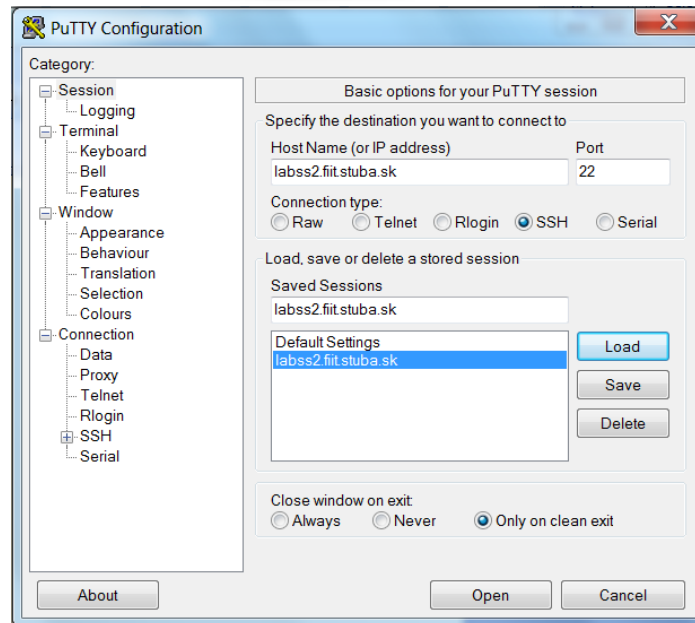 PuTTY Configuration
X
Category:
Session
Logging
Terminal
Keyboard
Bell
Features
Window
Appearance
Behaviour
Translation
Selection
Colours
Connection
Data
Proxy
Telnet
Rlogin
SSH
Serial
Basic options for your PuTTY session
Specify the destination you want to connect to
Host Name (or IP address) Port
labss2.fiit.stuba.sk 22
Connection type:
Raw Telnet Rlogin SSH Serial
Load, save or delete a stored session
Saved Sessions
labss2.fiit.stuba.sk
Default Settings
labss2.fiit.stuba.sk
Load
Save
Delete
Close window on exit:
Always Never Only on clean exit
About Open Cancel